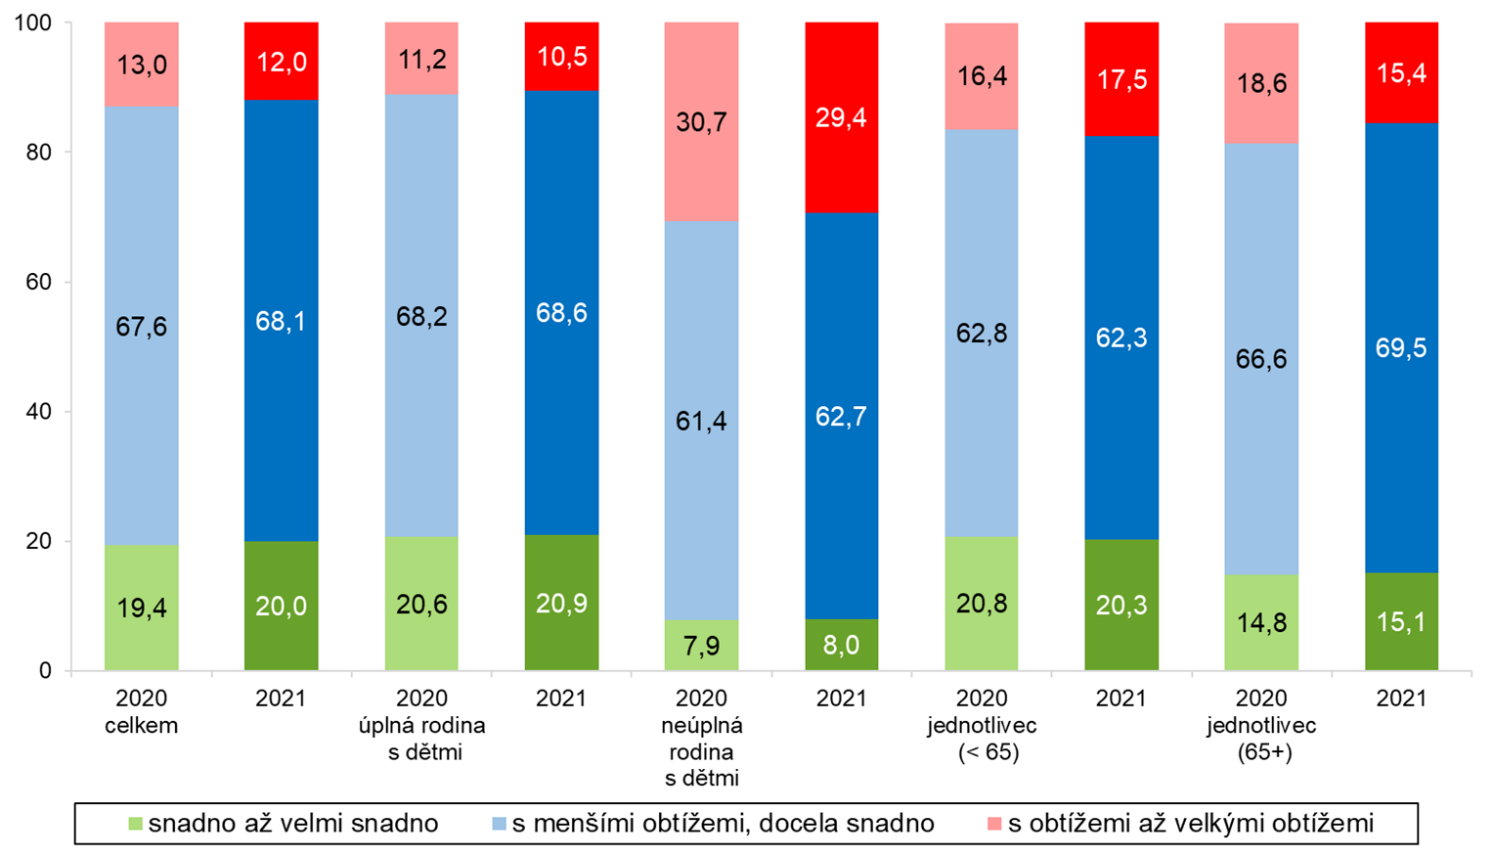 100
80
60
40
20
0
13,0 12,0 11,2 10,5 30,7 29,4 16,4 17,5 18,6 15,4
67,6 68,1 68,2 68,6 61,4 62,7 62,8 62,3 66,6 69,5
19,4 20,0 20,6 20,9 7,9 8,0 20,8 20,3 14,8 15,1
2020 2021 2020 2021 2020 2021 2020 2021 2020 2021
celkem úplná rodina neúplná jednotlivec jednotlivec
s dětmi rodina (< 65) (65+)
s dětmi
snadno až velmi snadno s menšími obtížemi, docela snadno s obtížemi až velkými obtížemi